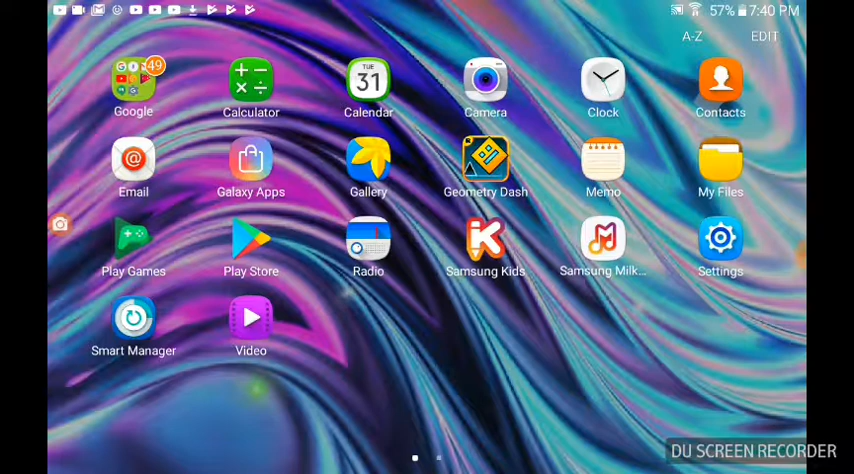 57% 7:40 PM
A-Z EDIT
49
TUE
31
Google Calculator Calendar Camera Clock Contacts
Email Galaxy Apps Gallery Geometry Dash Memo My Files
Play Games Play Store Radio Samsung Kids Samsung Milk... Settings
Smart Manager Video
DU SCREEN RECORDER